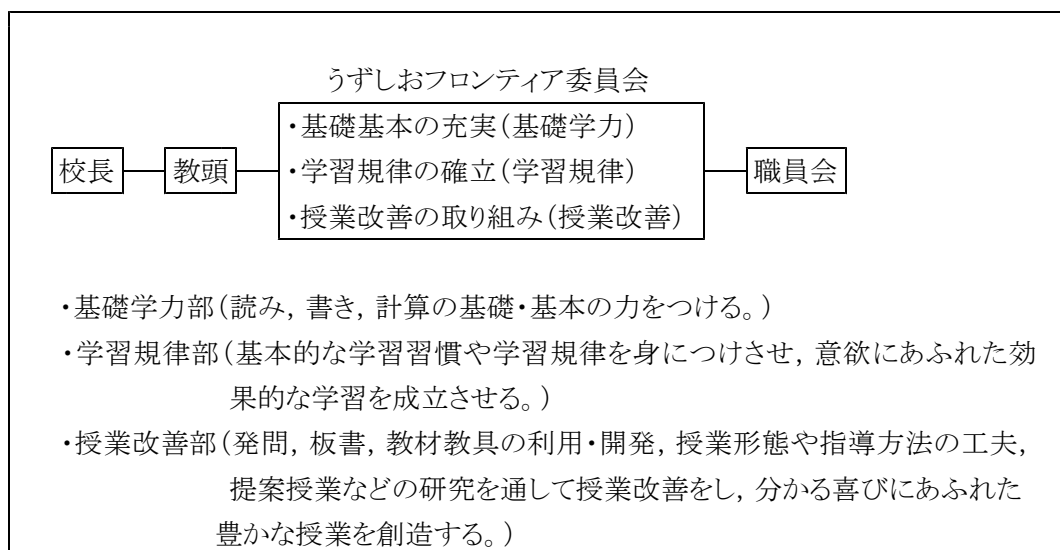 うずしおフロンティア委員会
・基礎基本の充実(基礎学力)
校長 教頭 ・学習規律の確立(学習規律) 職員会
・授業改善の取り組み(授業改善)
・基礎学力部(読み, 書き, 計算の基礎・基本の力をつける。)
・学習規律部(基本的な学習習慣や学習規律を身につけさせ, 意欲にあふれた効
果的な学習を成立させる。)
・授業改善部(発問, 板書, 教材教具の利用・開発, 授業形態や指導方法の工夫,
提案授業などの研究を通して授業改善をし, 分かる喜びにあふれた
豊かな授業を創造する。)